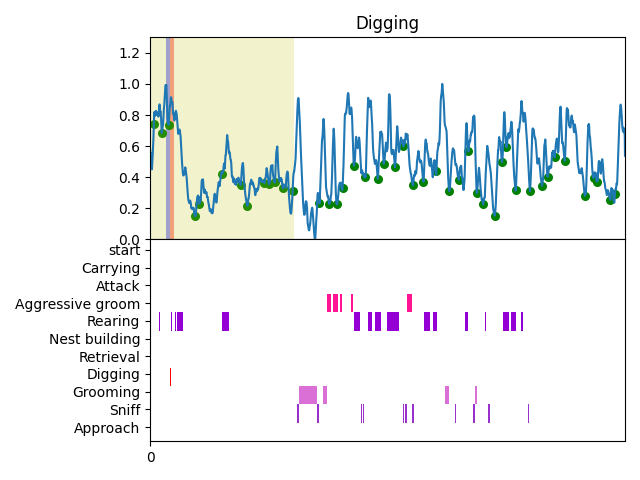 Digging
1.2
1.0
0.8
0.6
0.4
0.2
0.0
start
Carrying
Attack
Aggressive groom
Rearing
Nest building
Retrieval
Digging
Grooming
Sniff
Approach
0